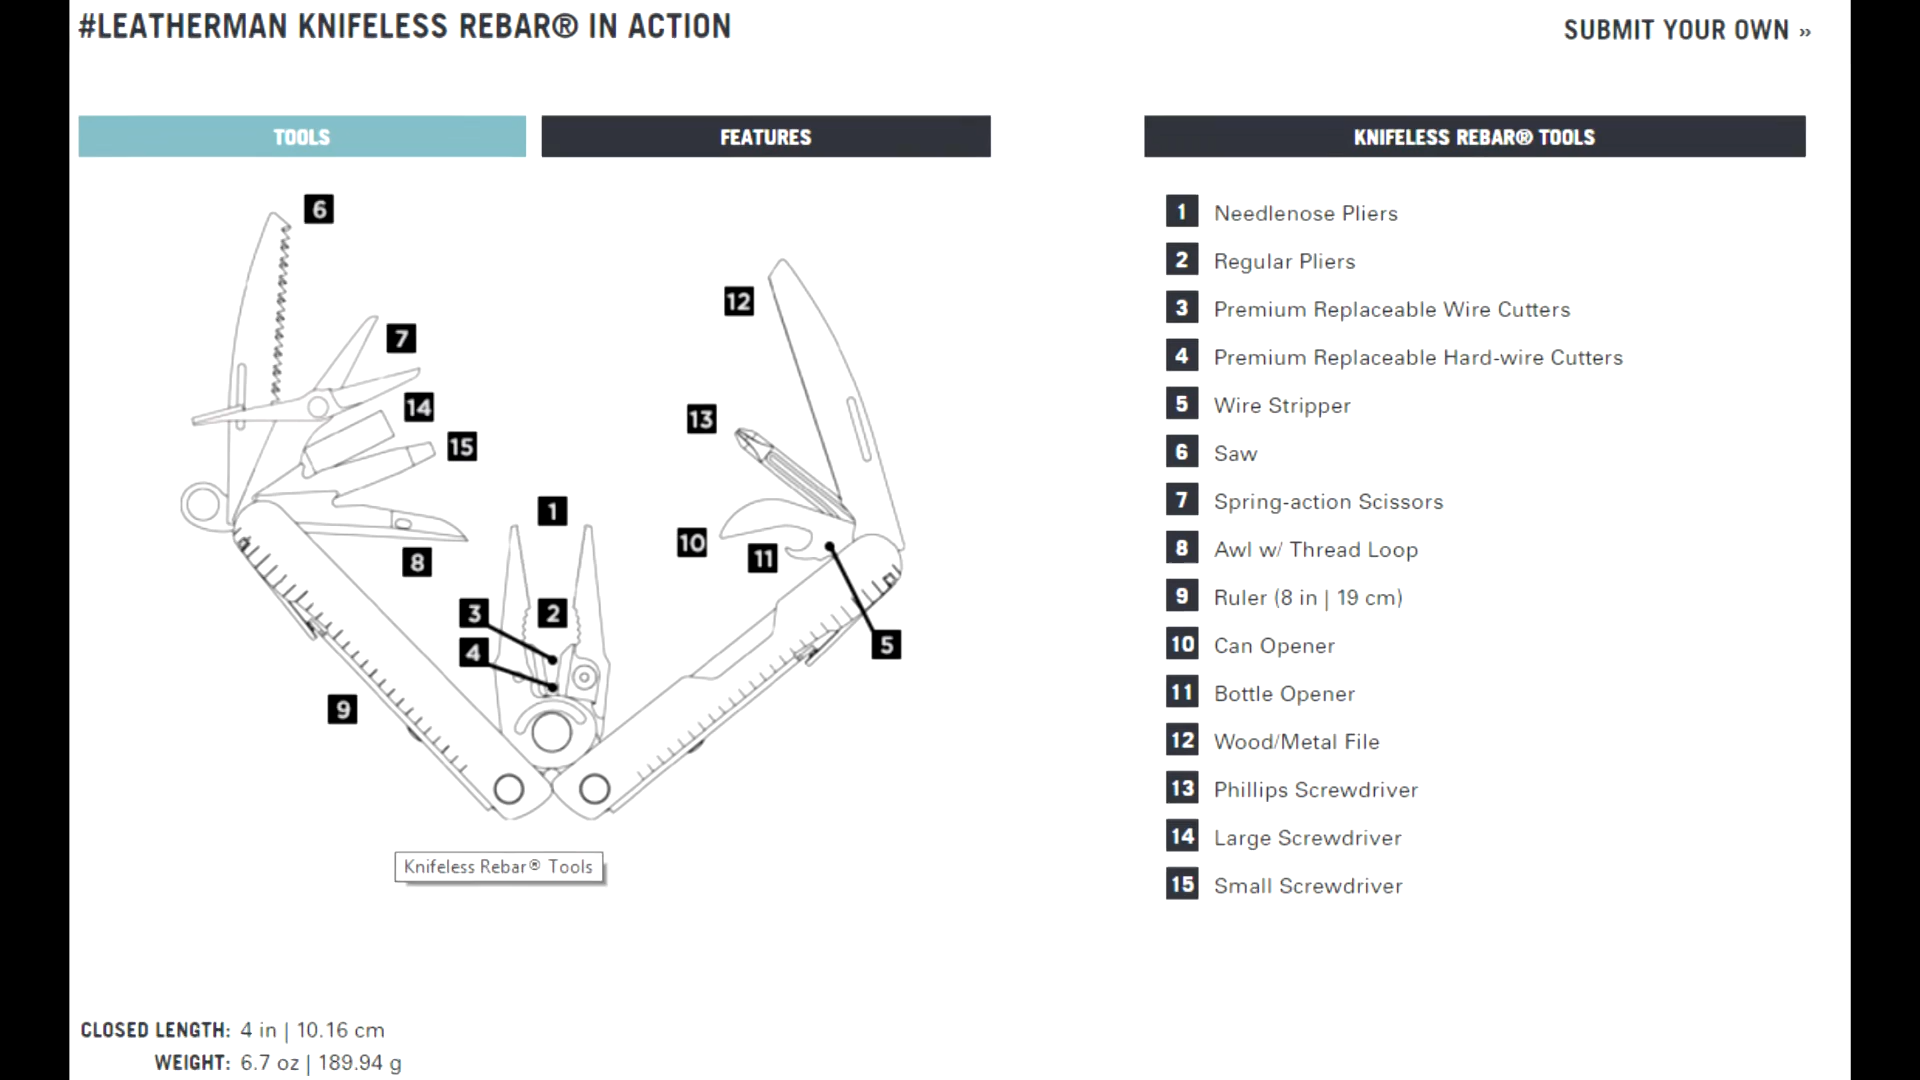 #LEATHERMAN KNIFELESS REBAR® IN ACTION
SUBMIT YOUR OWN »
TOOLS
FEATURES
KNIFELESS REBAR® TOOLS
6
12
7
14
13
15
1
10
11
8
3
2
4
5
9
Knifeless Rebar® Tools
1 Needlenose Pliers
2 Regular Pliers
3 Premium Replaceable Wire Cutters
4 Premium Replaceable Hard-wire Cutters
5 Wire Stripper
6 Saw
7 Spring-action Scissors
8 Awl w/ Thread Loop
9 Ruler (8 in | 19 cm)
10 Can Opener
11 Bottle Opener
12 Wood/Metal File
13 Phillips Screwdriver
14 Large Screwdriver
15 Small Screwdriver
CLOSED LENGTH: 4 in | 10.16 cm
WEIGHT: 6.7 oz | 189.94 g